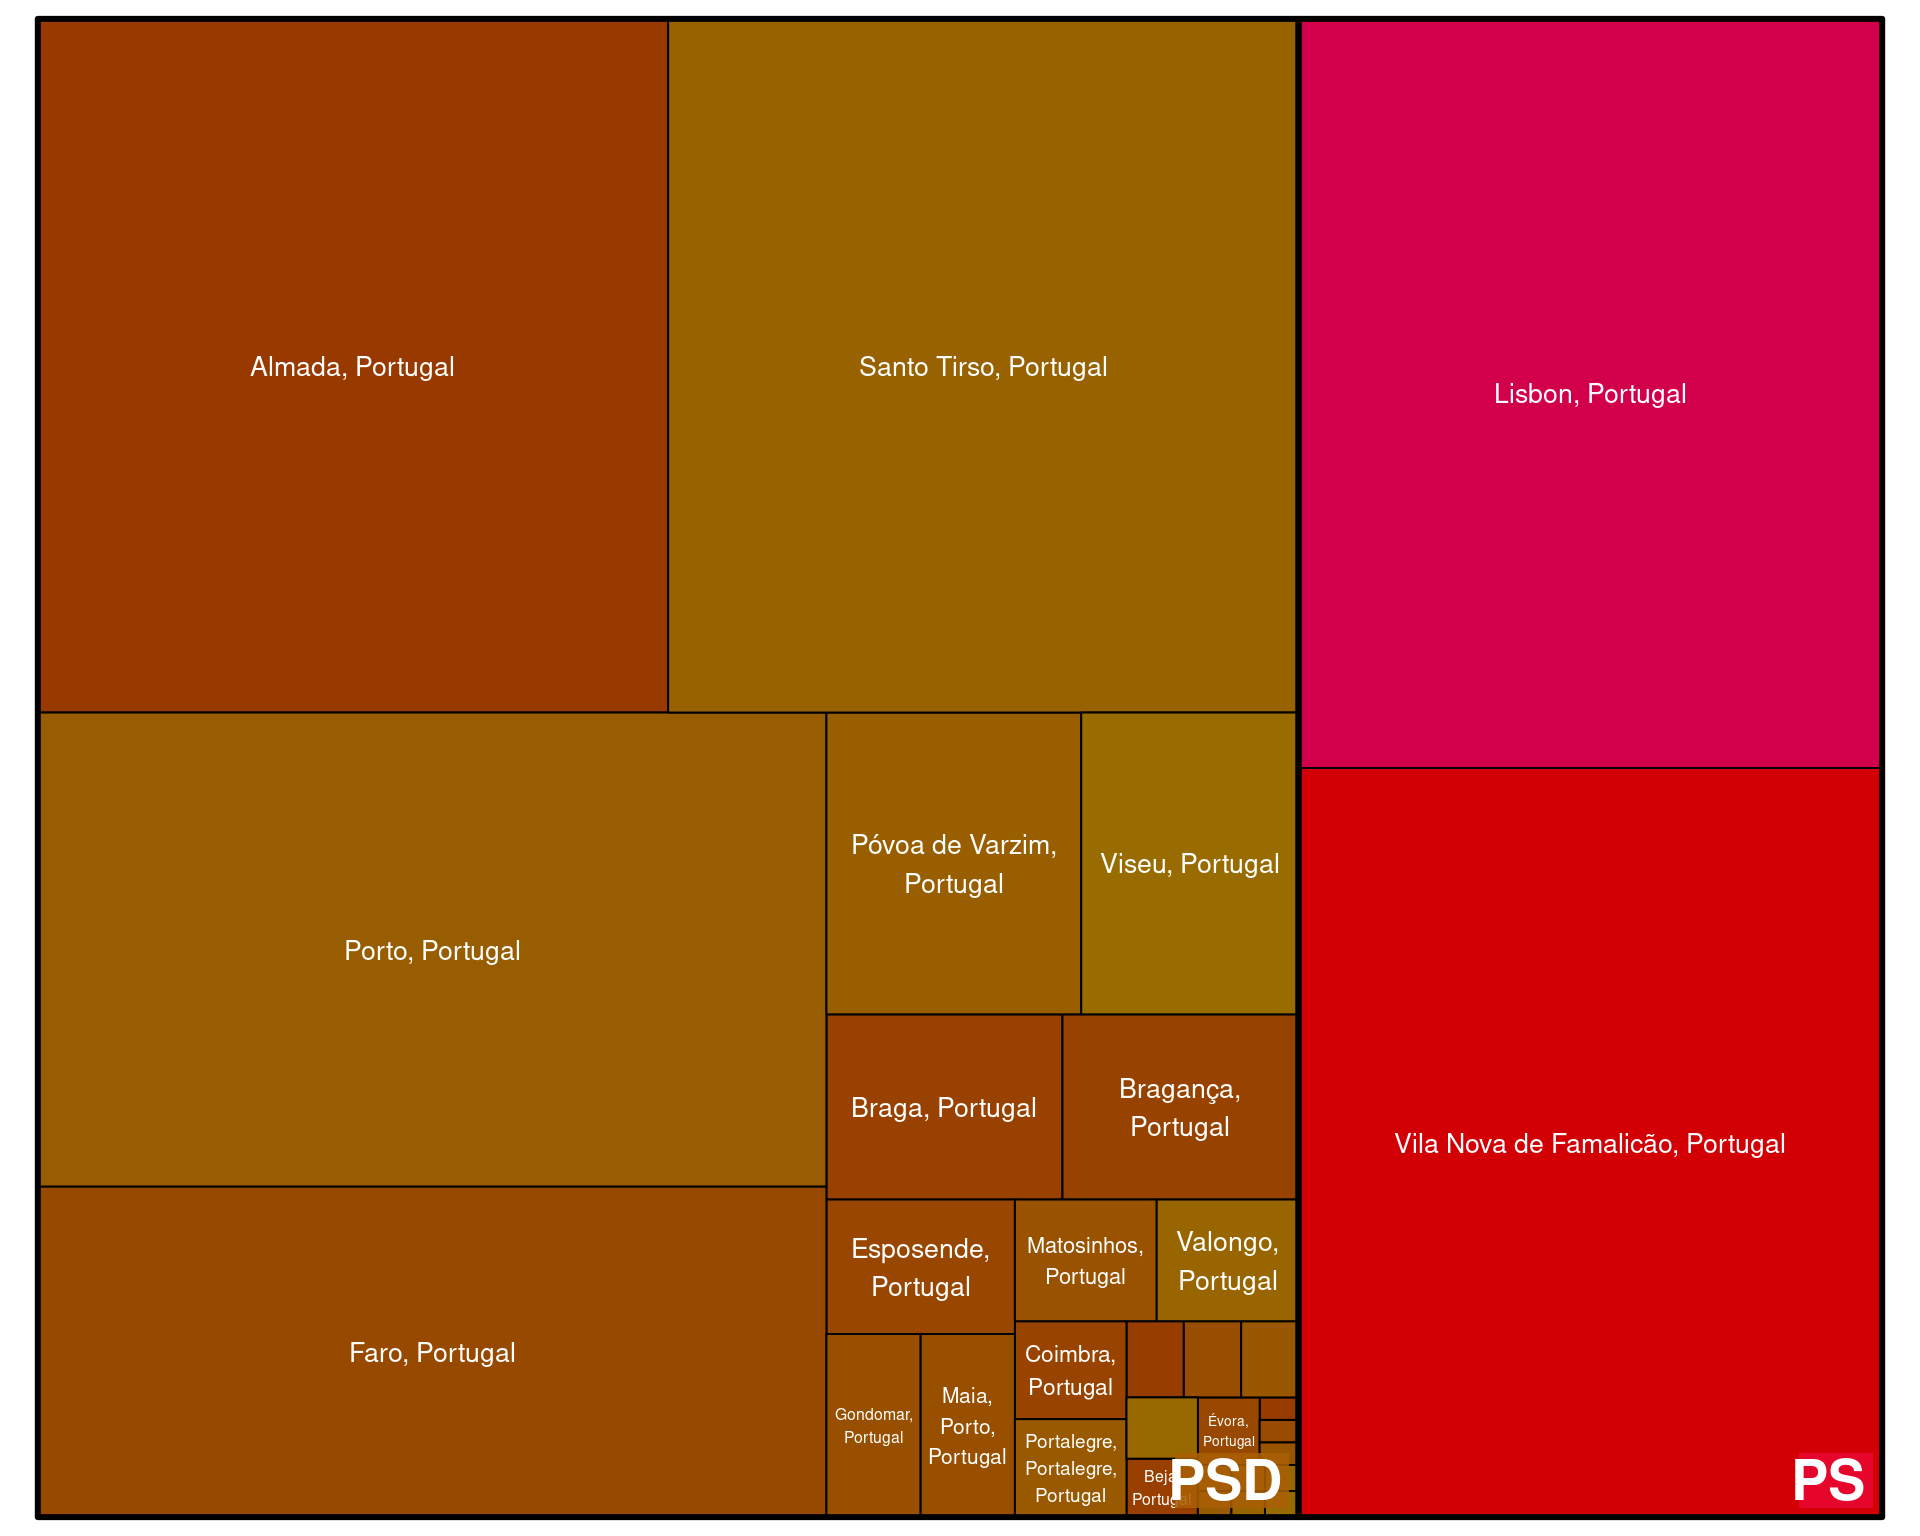 Almada, Portugal
Santo Tirso, Portugal
Lisbon, Portugal
Porto, Portugal
Póvoa de Varzim,
Portugal
Viseu, Portugal
Braga, Portugal
Bragança,
Portugal
Vila Nova de Famalicão, Portugal
Faro, Portugal
Esposende,
Portugal
Matosinhos,
Portugal
Valongo,
Portugal
Gondomar,
Portugal
Maia,
Porto,
Portugal
Coimbra,
Portugal
Portalegre,
Portalegre,
Portugal
Évora,
Portugal
Beja
Portugal
PSD
PS